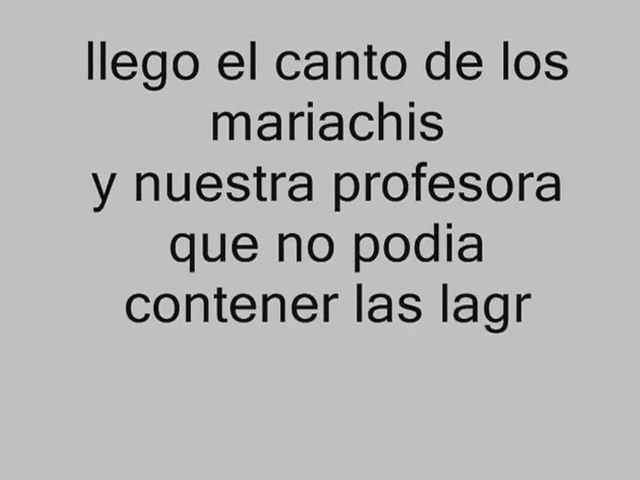 llego el canto de los
mariachis
y nuestra profesora
que no podia
contener las lagr